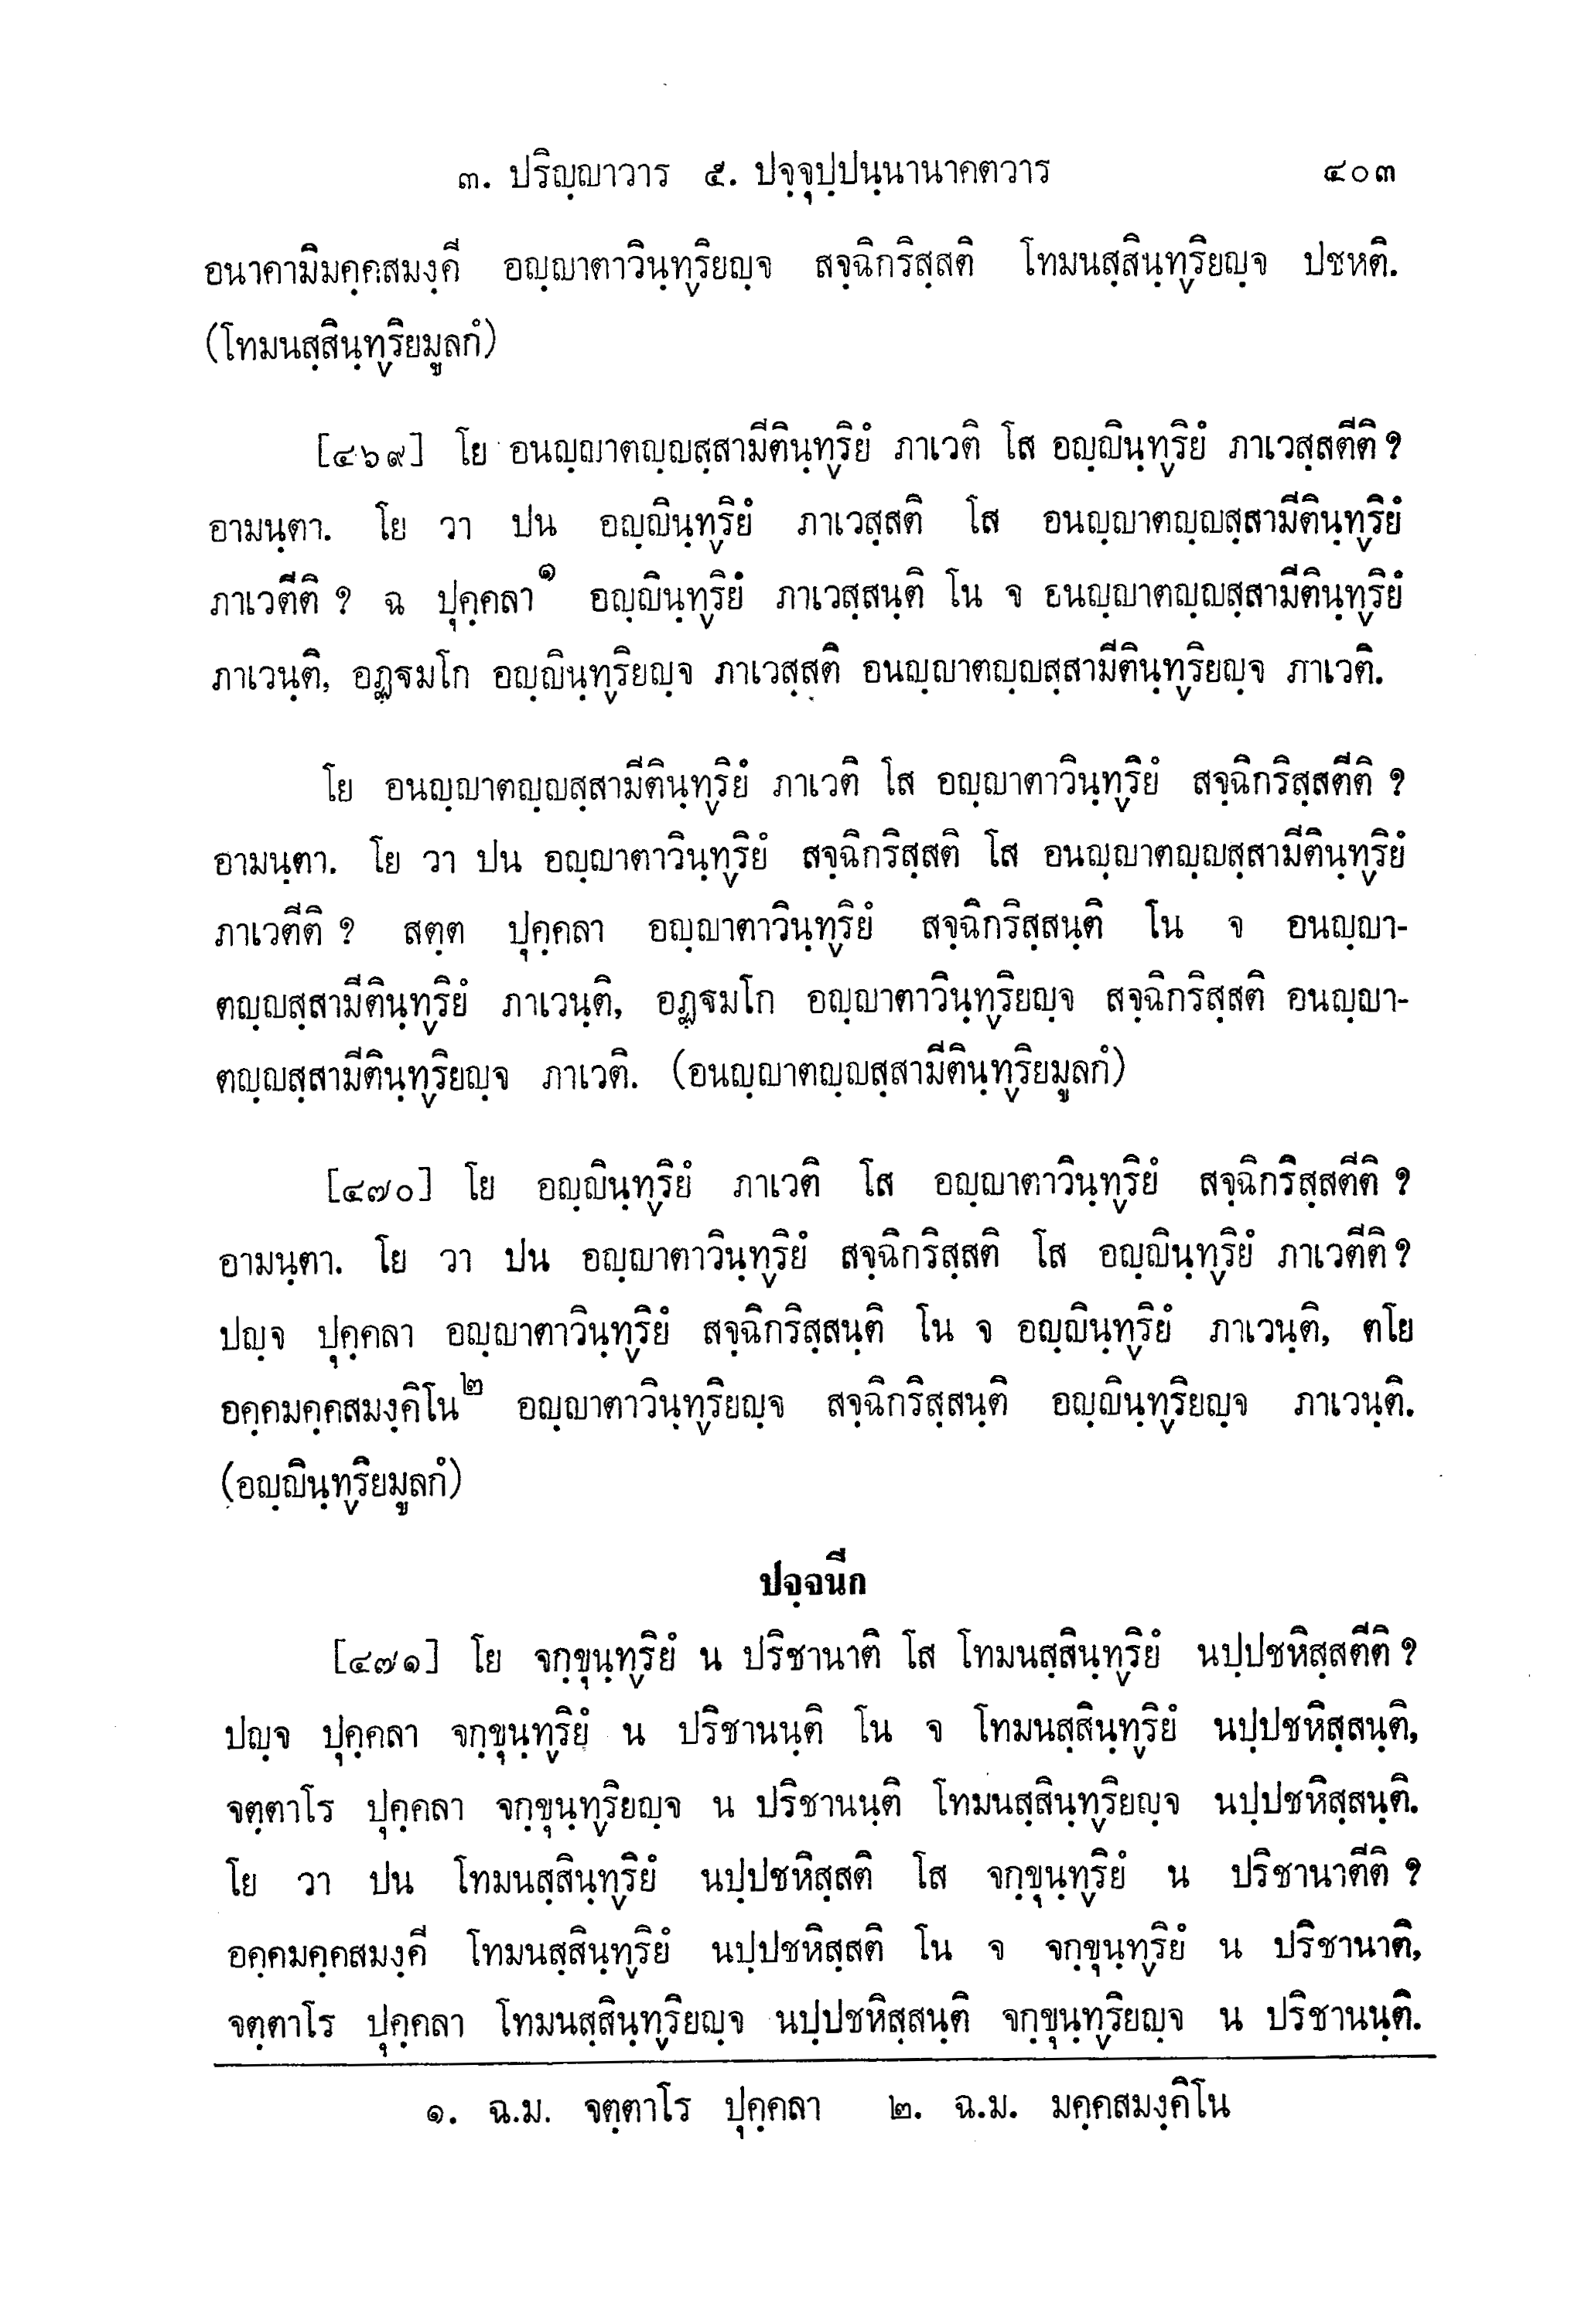 ๓. ปริญฺญาวาร ๕. ปจฺจุปฺปนฺนานาคตวาร ๔๐๓
อนาคามิมคฺคสมงฺคี อญฺญาตาวินฺทฺริยญฺจ สจฺฉิกริสฺสติ โทมนสฺสินฺทฺริยญฺจ ปชหติ.
(โทมนสฺสินฺทฺริยมูลกํ)
[๔๖๙] โย อนญฺญาตญฺญสฺสามีตินฺทฺริยํ ภาเวติ โส อญฺญินฺทฺริยํ ภาเวสฺสตีติ ?
อามนฺตา. โย วา ปน อญฺญินฺทฺริยํ ภาเวสฺสติ โส อนญฺญาตญฺญสฺสามีตินฺทฺริยํ
ภาเวตีติ ? ฉ ปุคฺคลา๑ อญฺญินฺทฺริยํ ภาเวสฺสนฺติ โน จ อนญฺญาตญฺญสฺสามีตินฺทฺริยํ
ภาเวนฺติ, อฏฺฐมโก อญฺญินฺทฺริยญฺจ ภาเวสฺสติ อนญฺญาตญฺญสฺสามีตินฺทฺริยญฺจ ภาเวติ.
โย อนญฺญาตญฺญสฺสามีตินฺทฺริยํ ภาเวติ โส อญฺญาตาวินฺทฺริยํ สจฺฉิกริสฺสตีติ ?
อามนฺตา. โย วา ปน อญฺญาตาวินฺทฺริยํ สจฺฉิกริสฺสติ โส อนญฺญาตญฺญสฺสามีตินฺทฺริยํ
ภาเวตีติ ? สตฺต ปุคฺคลา อญฺญาตาวินฺทฺริยํ สจฺฉิกริสฺสนฺติ โน จ อนญฺญา-
ตญฺญสฺสามีตินฺทฺริยํ ภาเวนฺติ, อฏฺฐมโก อญฺญาตาวินฺทฺริยญฺจ สจฺฉิกริสฺสติ อนญฺญา-
ตญฺญสฺสามีตินฺทฺริยญฺจ ภาเวติ. (อนญฺญาตญฺญสฺสามีตินฺทฺริยมูลกํ)
[๔๗๐] โย อญฺญินฺทฺริยํ ภาเวติ โส อญฺญาตาวินฺทฺริยํ สจฺฉิกริสฺสตีติ ?
อามนฺตา. โย วา ปน อญฺญาตาวินฺทฺริยํ สจฺฉิกริสฺสติ โส อญฺญินฺทฺริยํ ภาเวตีติ ?
ปญฺจ ปุคฺคลา อญฺญาตาวินฺทฺริยํ สจฺฉิกริสฺสนฺติ โน จ อญฺญินฺทฺริยํ ภาเวนฺติ, ตโย
อคฺคมคฺคสมงฺคิโน๒ อญฺญาตาวินฺทฺริยญฺจ สจฺฉิกริสฺสนฺติ อญฺญินฺทฺริยญฺจ ภาเวนฺติ.
(อญฺญินฺทฺริยมูลกํ)
ปจฺจนีก
[๔๗๑] โย จกฺขุนฺทฺริยํ น ปริชานาติ โส โทมนสฺสินฺทฺริยํ นปฺปชหิสฺสตีติ ?
ปญฺจ ปุคฺคลา จกฺขุนฺทฺริยํ น ปริชานนฺติ โน จ โทมนสฺสินฺทฺริยํ นปฺปชหิสฺสนฺติ,
จตฺตาโร ปุคฺคลา จกฺขุนฺทฺริยญฺจ น ปริชานนฺติ โทมนสฺสินฺทฺริยญฺจ นปฺปชหิสฺสนฺติ.
โย วา ปน โทมนสฺสินฺทฺริยํ นปฺปชหิสฺสติ โส จกฺขุนฺทฺริยํ น ปริชานาตีติ ?
อคฺคมคฺคสมงฺคี โทมนสฺสินฺทฺริยํ นปฺปชหิสฺสติ โน จ จกฺขุนฺทฺริยํ น ปริชานาติ,
จตฺตาโร ปุคฺคลา โทมนสฺสินฺทฺริยญฺจ นปฺปชหิสฺสนฺติ จกฺขุนฺทฺริยญฺจ น ปริชานนฺติ.
๑. ฉ.ม. จตฺตาโร ปุคฺคลา ๒. ฉ.ม. มคฺคสมงฺคิโน